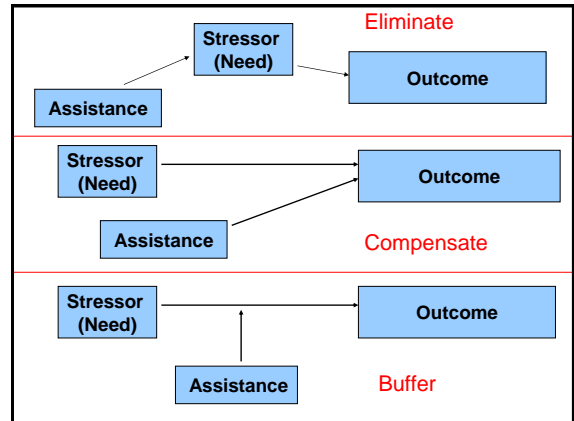 Eliminate
Stressor
(Need)
Outcome
Assistance
Stressor
(Need)
Outcome
Assistance
Compensate
Stressor
(Need)
Outcome
Assistance
Buffer